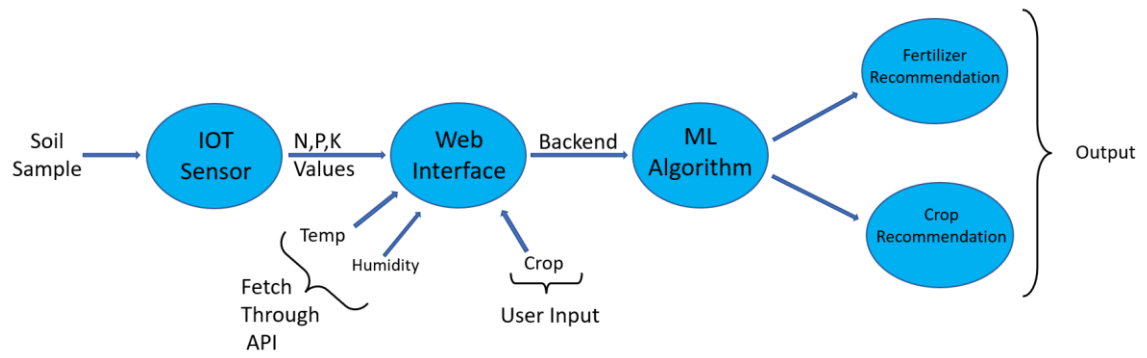 Soil
Sample
IOT
Sensor
N,P,K
Values
Web
Interface
Backend
ML
Algorithm
Fertilizer
Recommendation
Crop
Recommendation
Output
Temp
Humidity
Fetch
Through
API
Crop
User Input